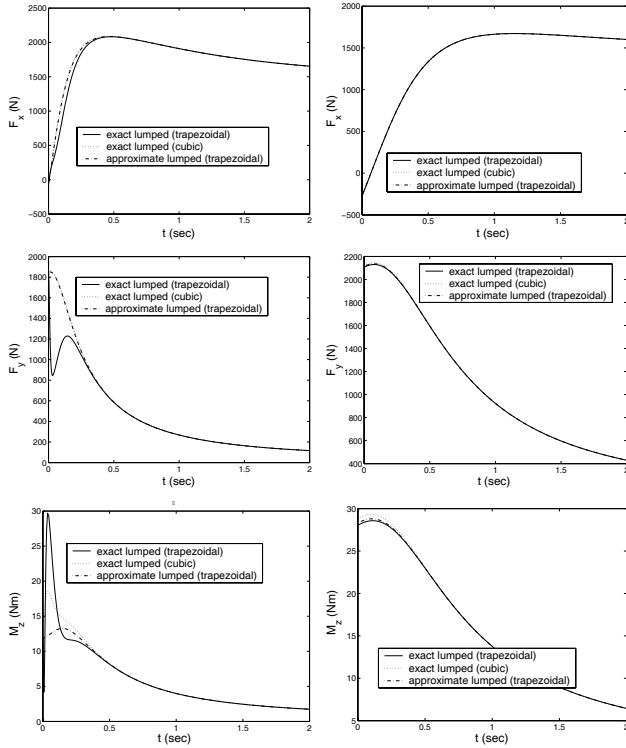 2500
2000
1500
1000
500
0
−500
F_x (N)
exact lumped (trapezoidal)
exact lumped (cubic)
approximate lumped (trapezoidal)
0 0.5 1 1.5 2
t (sec)
2000
1500
1000
500
0
−500
F_x (N)
exact lumped (trapezoidal)
exact lumped (cubic)
approximate lumped (trapezoidal)
0 0.5 1 1.5 2
t (sec)
2000
1800
1600
1400
1200
1000
800
600
400
200
0
F_y (N)
exact lumped (trapezoidal)
exact lumped (cubic)
approximate lumped (trapezoidal)
0 0.5 1 1.5 2
t (sec)
2200
2000
1800
1600
1400
1200
1000
800
600
400
F_y (N)
exact lumped (trapezoidal)
exact lumped (cubic)
approximate lumped (trapezoidal)
0 0.5 1 1.5 2
t (sec)
30
25
20
15
10
5
0
M_z (Nm)
exact lumped (trapezoidal)
exact lumped (cubic)
approximate lumped (trapezoidal)
0 0.5 1 1.5 2
t (sec)
30
25
20
15
10
5
M_z (Nm)
exact lumped (trapezoidal)
exact lumped (cubic)
approximate lumped (trapezoidal)
0 0.5 1 1.5 2
t (sec)